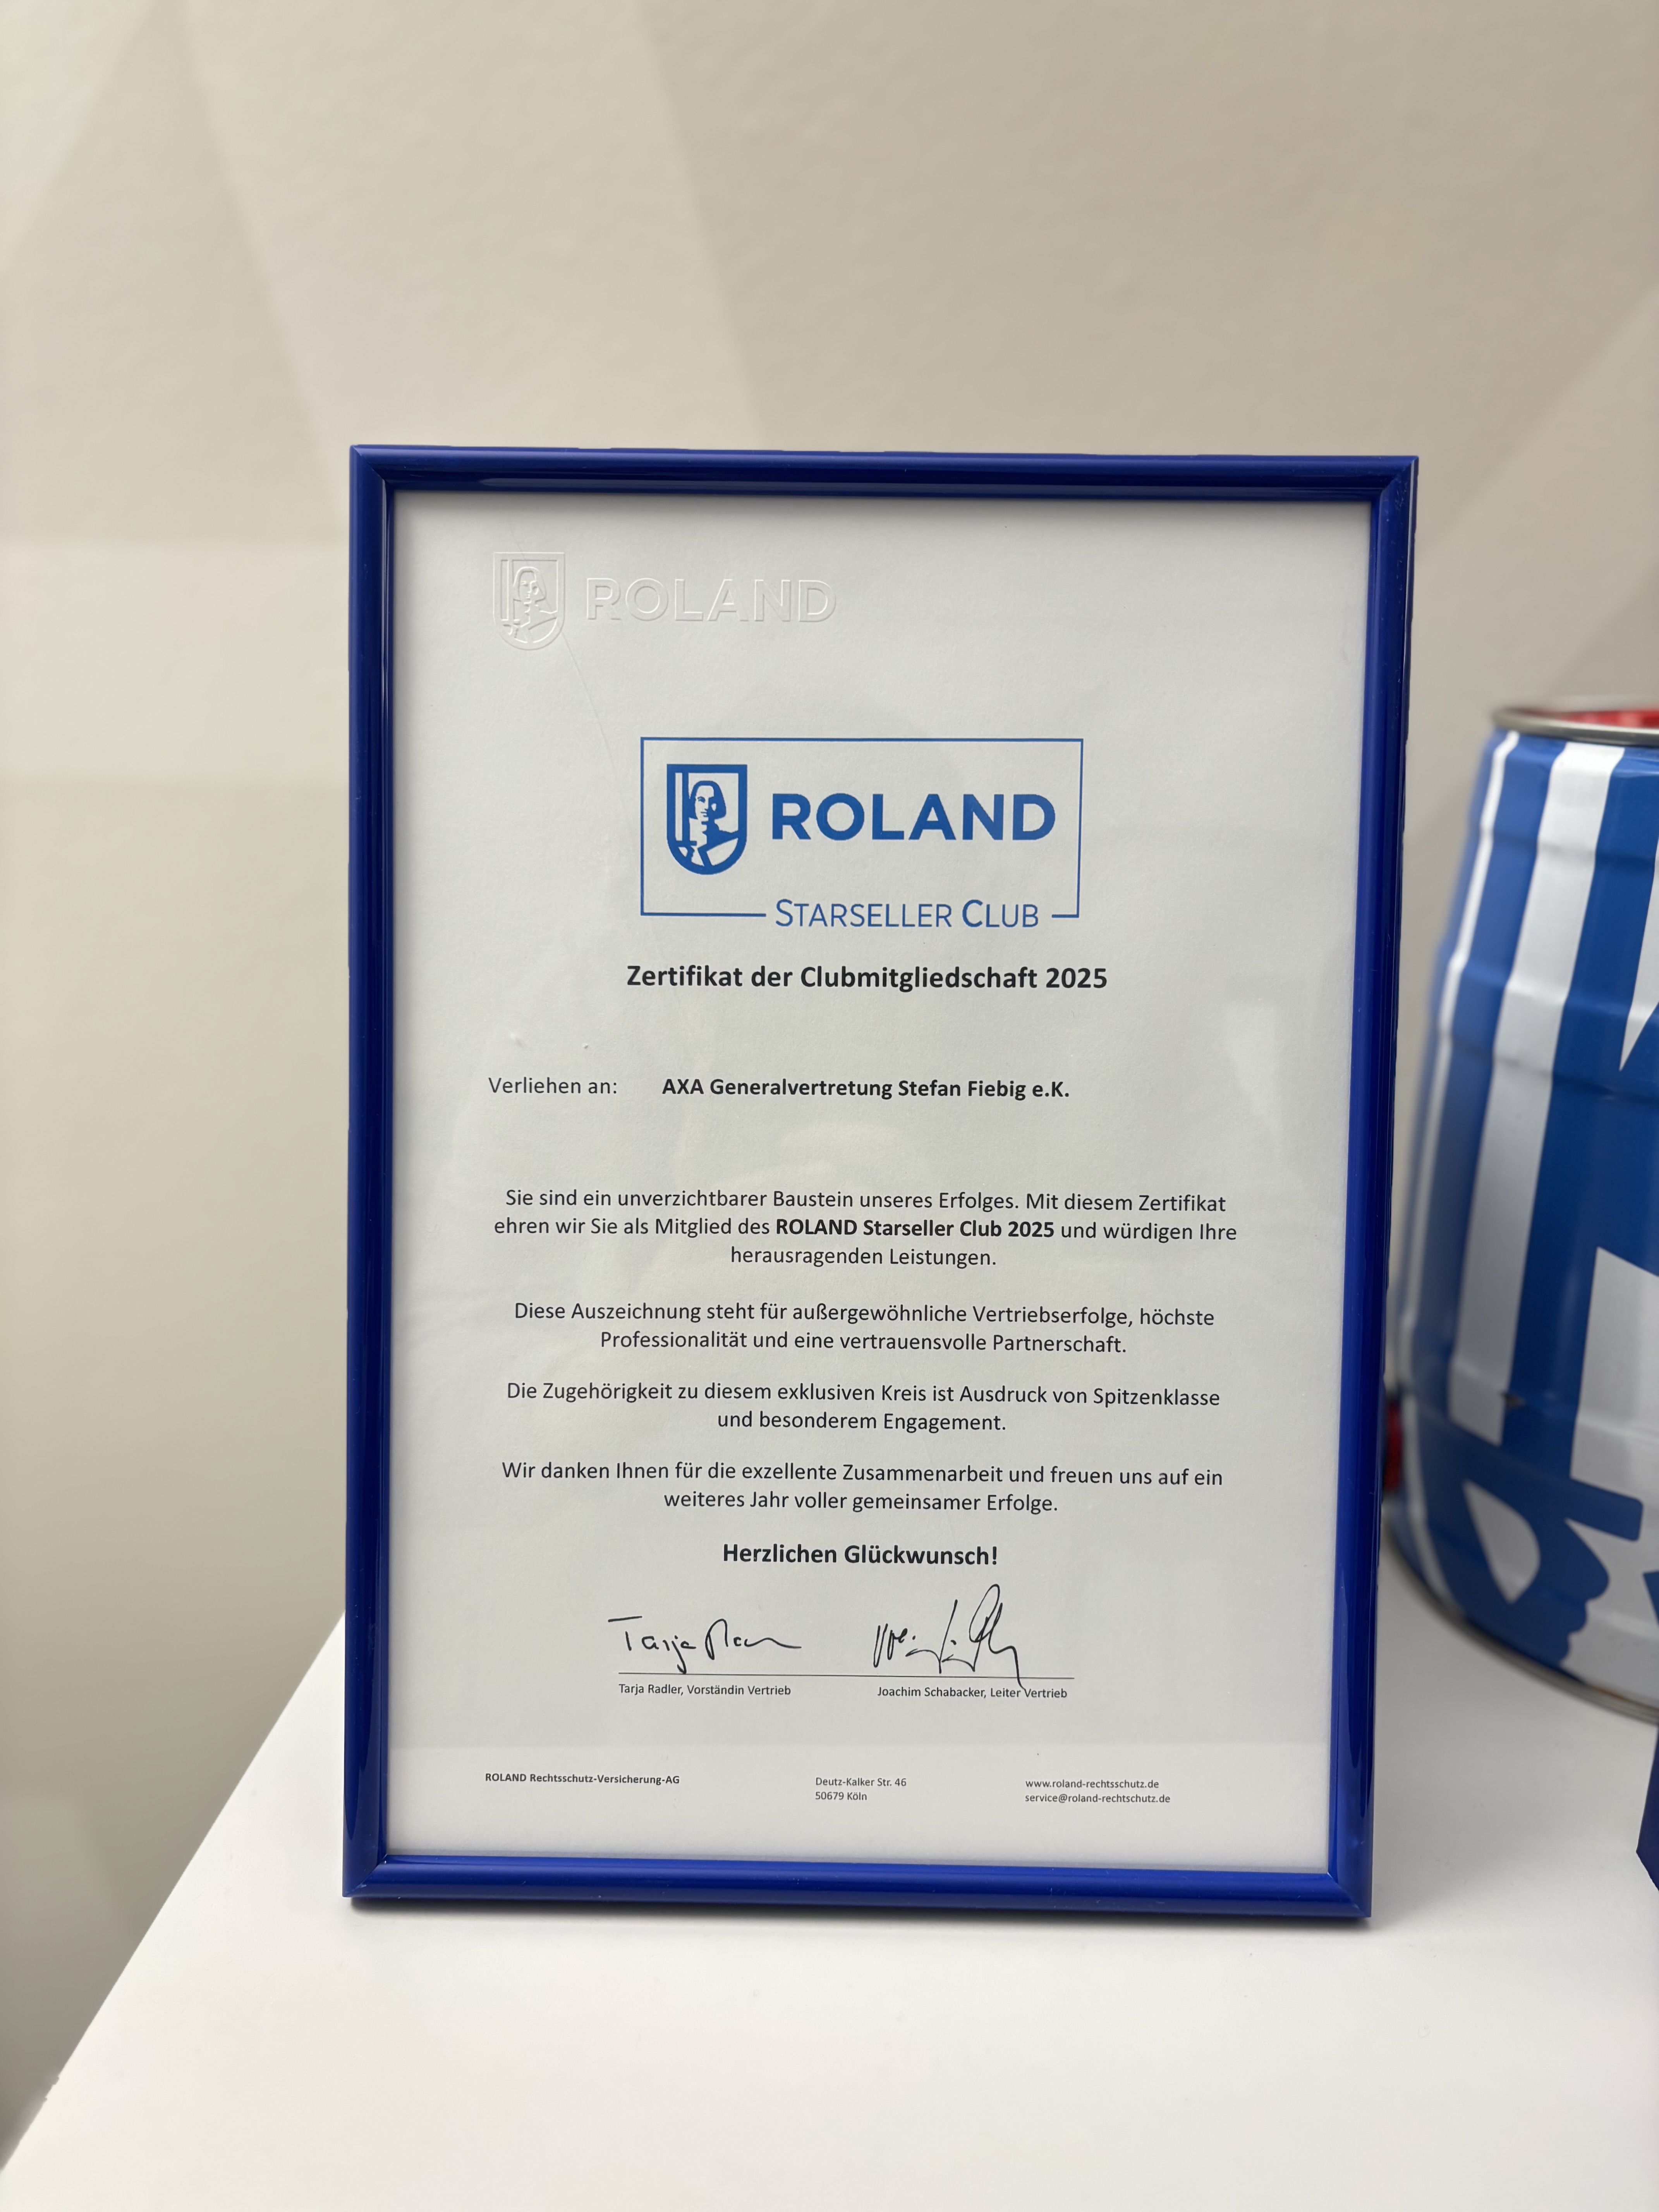 ROLAND
ROLAND
STARSELLER CLUB
Zertifikat der Clubmitgliedschaft 2025
Verliehen an: AXA Generalvertretung Stefan Fiebig e.K.
Sie sind ein unverzichtbarer Baustein unseres Erfolges. Mit diesem Zertifikat
ehren wir Sie als Mitglied des ROLAND Starseller Club 2025 und würdigen Ihre
herausragenden Leistungen.
Diese Auszeichnung steht für außergewöhnliche Vertriebserfolge, höchste
Professionalität und eine vertrauensvolle Partnerschaft.
Die Zugehörigkeit zu diesem exklusiven Kreis ist Ausdruck von Spitzenklasse
und besonderem Engagement.
Wir danken Ihnen für die exzellente Zusammenarbeit und freuen uns auf ein
weiteres Jahr voller gemeinsamer Erfolge.
Herzlichen Glückwunsch!
Tarja
Tarja Radler, Vorständin Vertrieb Joachim Schabacker, Leiter Vertrieb
ROLAND Rechtsschutz-Versicherung-AG Deutz-Kalker Str. 46 www.roland-rechtsschutz.de
50679 Köln service@roland-rechtschutz.de